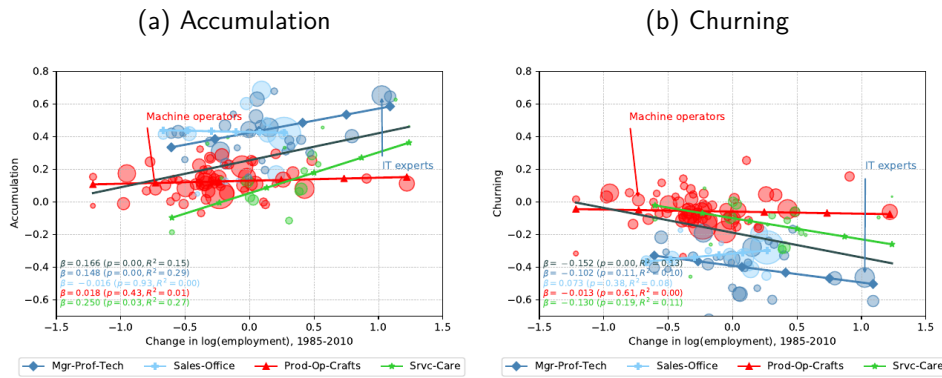 (a) Accumulation
(b) Churning
0.8
0.6
0.4
0.2
0.0
−0.2
−0.4
−0.6
Accumulation
Machine operators
IT experts
β = 0.166 (p = 0.00, R² = 0.15)
β = 0.148 (p = 0.00, R² = 0.29)
β = −0.016 (p = 0.93, R² = 0.00)
β = 0.018 (p = 0.43, R² = 0.01)
β = 0.250 (p = 0.03, R² = 0.27)
−1.5 −1.0 −0.5 0.0 0.5 1.0 1.5
Change in log(employment), 1985-2010
Mgr-Prof-Tech Sales-Office Prod-Op-Crafts Srvc-Care
0.8
0.6
0.4
0.2
0.0
−0.2
−0.4
−0.6
Churning
Machine operators
IT experts
β = −0.152 (p = 0.00, R² = 0.13)
β = −0.102 (p = 0.11, R² = 0.10)
β = 0.073 (p = 0.38, R² = 0.08)
β = −0.013 (p = 0.61, R² = 0.00)
β = −0.130 (p = 0.19, R² = 0.11)
−1.5 −1.0 −0.5 0.0 0.5 1.0 1.5
Change in log(employment), 1985-2010
Mgr-Prof-Tech Sales-Office Prod-Op-Crafts Srvc-Care